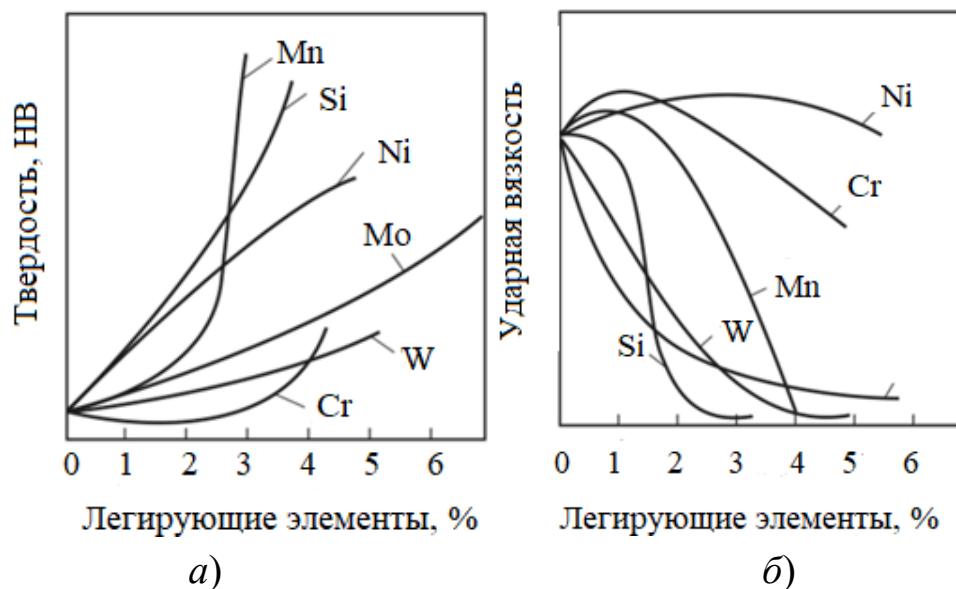 Твердость, НВ
Mn
Si
Ni
Mo
W
Cr
0 1 2 3 4 5 6
Легирующие элементы, %
а)
Ударная вязкость
Ni
Cr
Mn
W
Si
0 1 2 3 4 5 6
Легирующие элементы, %
б)